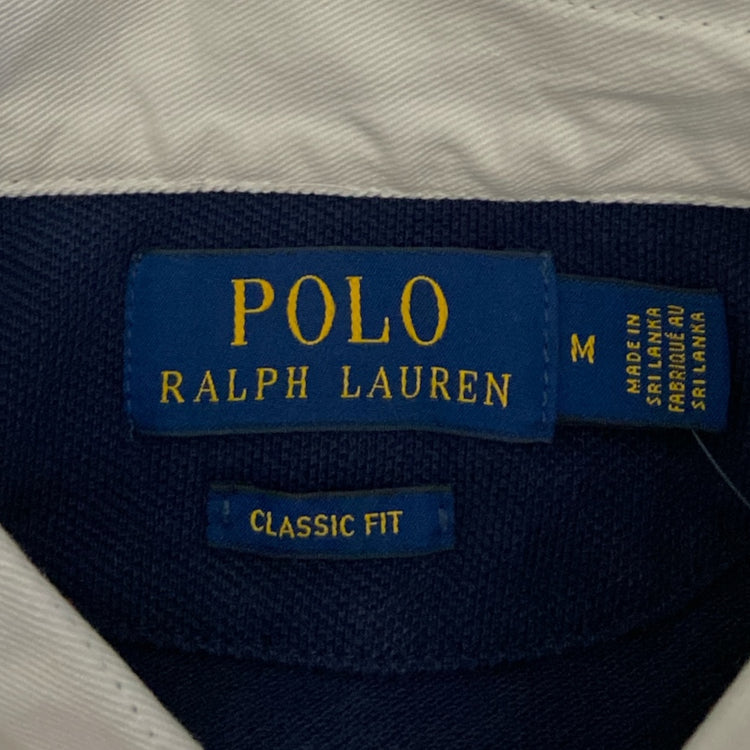 POLO
RALPH LAUREN
M
MADE IN
SRI LANKA
FABRIQUÉ AU
SRI LANKA
CLASSIC FIT